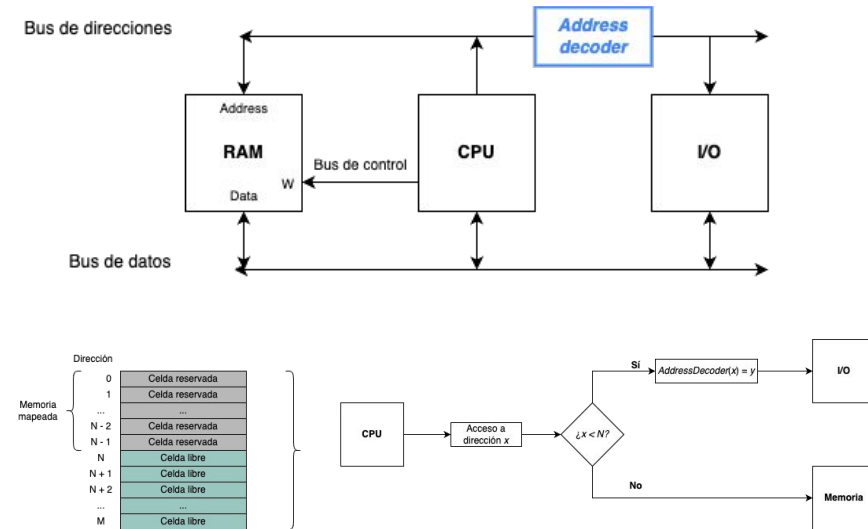 Bus de direcciones
Address
decoder
Address
RAM
Data
W
Bus de control
CPU
I/O
Bus de datos
Dirección
Memoria
mapeada
0 Celda reservada
1 Celda reservada
... ...
N - 2 Celda reservada
N - 1 Celda reservada
N Celda libre
N + 1 Celda libre
N + 2 Celda libre
... ...
M Celda libre
CPU
Acceso a
dirección x
¿x < N?
Sí
AddressDecoder(x) = y
I/O
No
Memoria